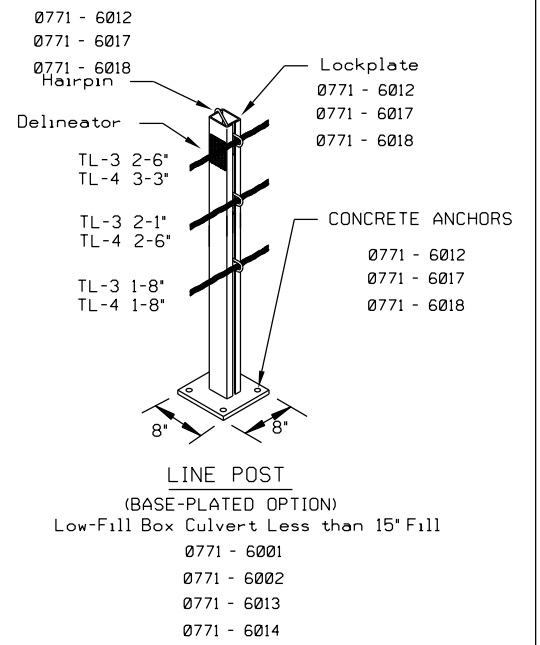 0771 - 6012
0771 - 6017
0771 - 6018
Hairpin
Lockplate
0771 - 6012
0771 - 6017
0771 - 6018
Delineator
TL-3 2-6"
TL-4 3-3"
TL-3 2-1"
TL-4 2-6"
CONCRETE ANCHORS
0771 - 6012
0771 - 6017
0771 - 6018
TL-3 1-8"
TL-4 1-8"
8"
8"
LINE POST
(BASE-PLATED OPTION)
Low-Fill Box Culvert Less than 15" Fill
0771 - 6001
0771 - 6002
0771 - 6013
0771 - 6014